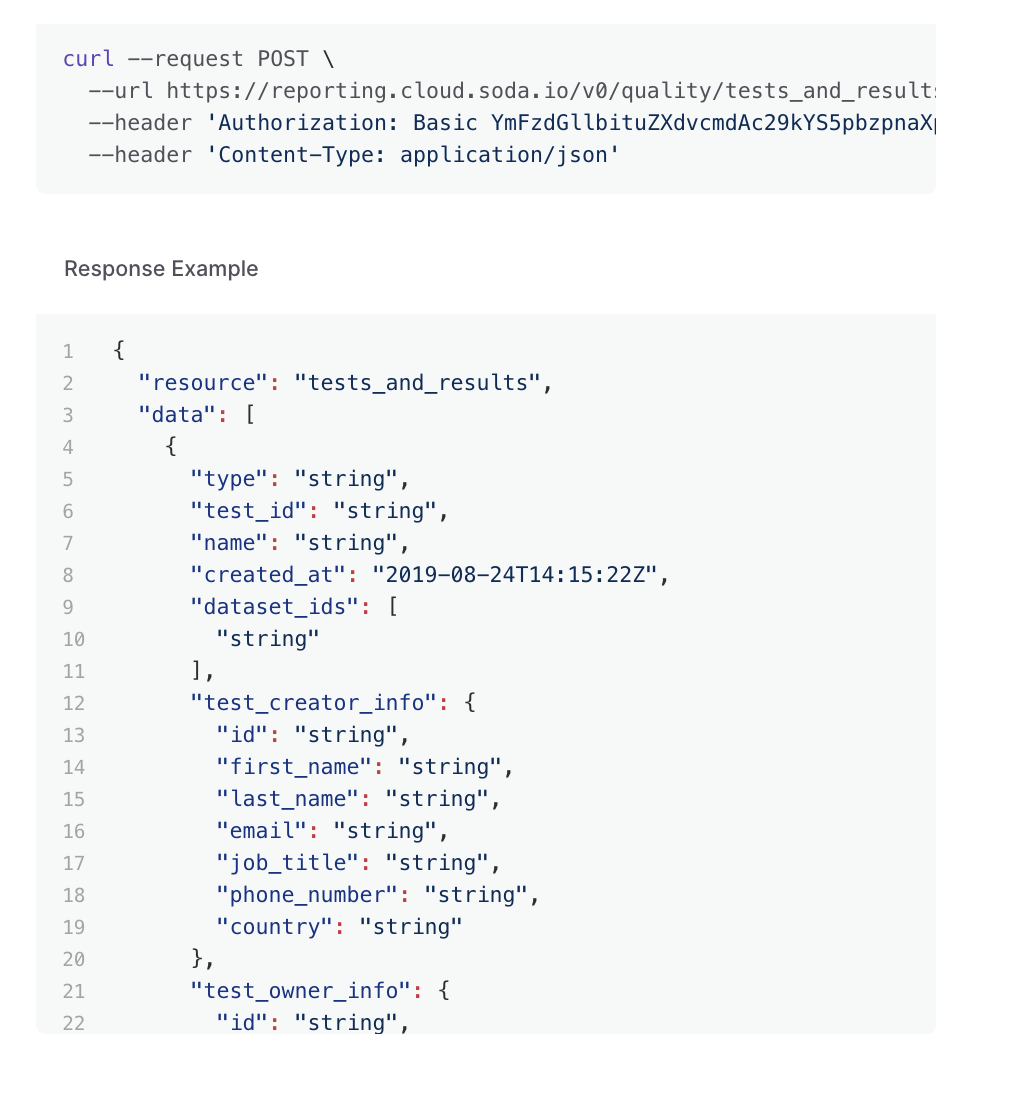 curl --request POST \
--url https://reporting.cloud.soda.io/v0/quality/tests_and_results
--header 'Authorization: Basic YmFzdGllbituZXdvcmdAc29kYS5pbzpnaXp
--header 'Content-Type: application/json'
Response Example
1 {
2 "resource": "tests_and_results",
3 "data": [
4 {
5 "type": "string",
6 "test_id": "string",
7 "name": "string",
8 "created_at": "2019-08-24T14:15:22Z",
9 "dataset_ids": [
10 "string"
11 ],
12 "test_creator_info": {
13 "id": "string",
14 "first_name": "string",
15 "last_name": "string",
16 "email": "string",
17 "job_title": "string",
18 "phone_number": "string",
19 "country": "string"
20 },
21 "test_owner_info": {
22 "id": "string",